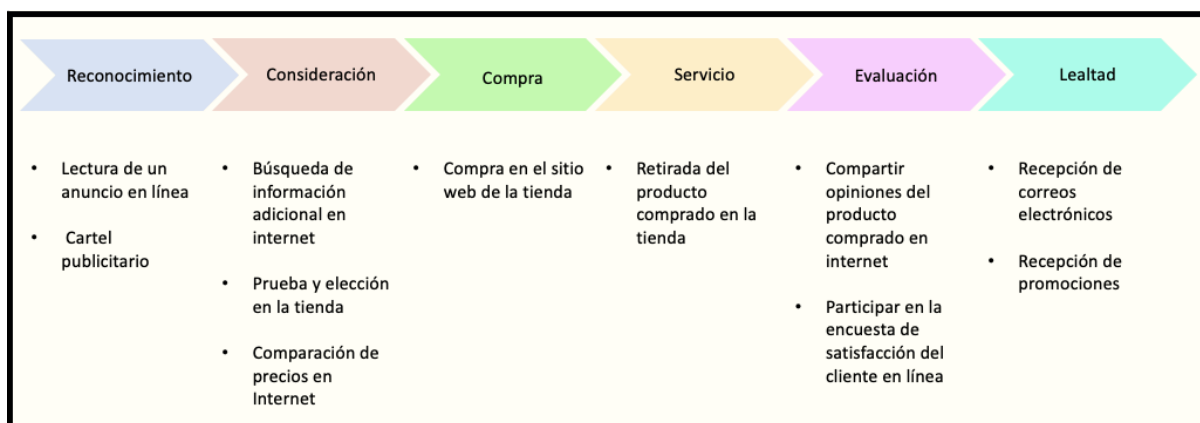 Reconocimiento
Consideración
Compra
Servicio
Evaluación
Lealtad
• Lectura de un
anuncio en línea
• Cartel
publicitario
• Búsqueda de
información
adicional en
internet
• Prueba y elección
en la tienda
• Comparación de
precios en
Internet
• Compra en el sitio
web de la tienda
• Retirada del
producto
comprado en la
tienda
• Compartir
opiniones del
producto
comprado en
internet
• Participar en la
encuesta de
satisfacción del
cliente en línea
• Recepción de
correos
electrónicos
• Recepción de
promociones